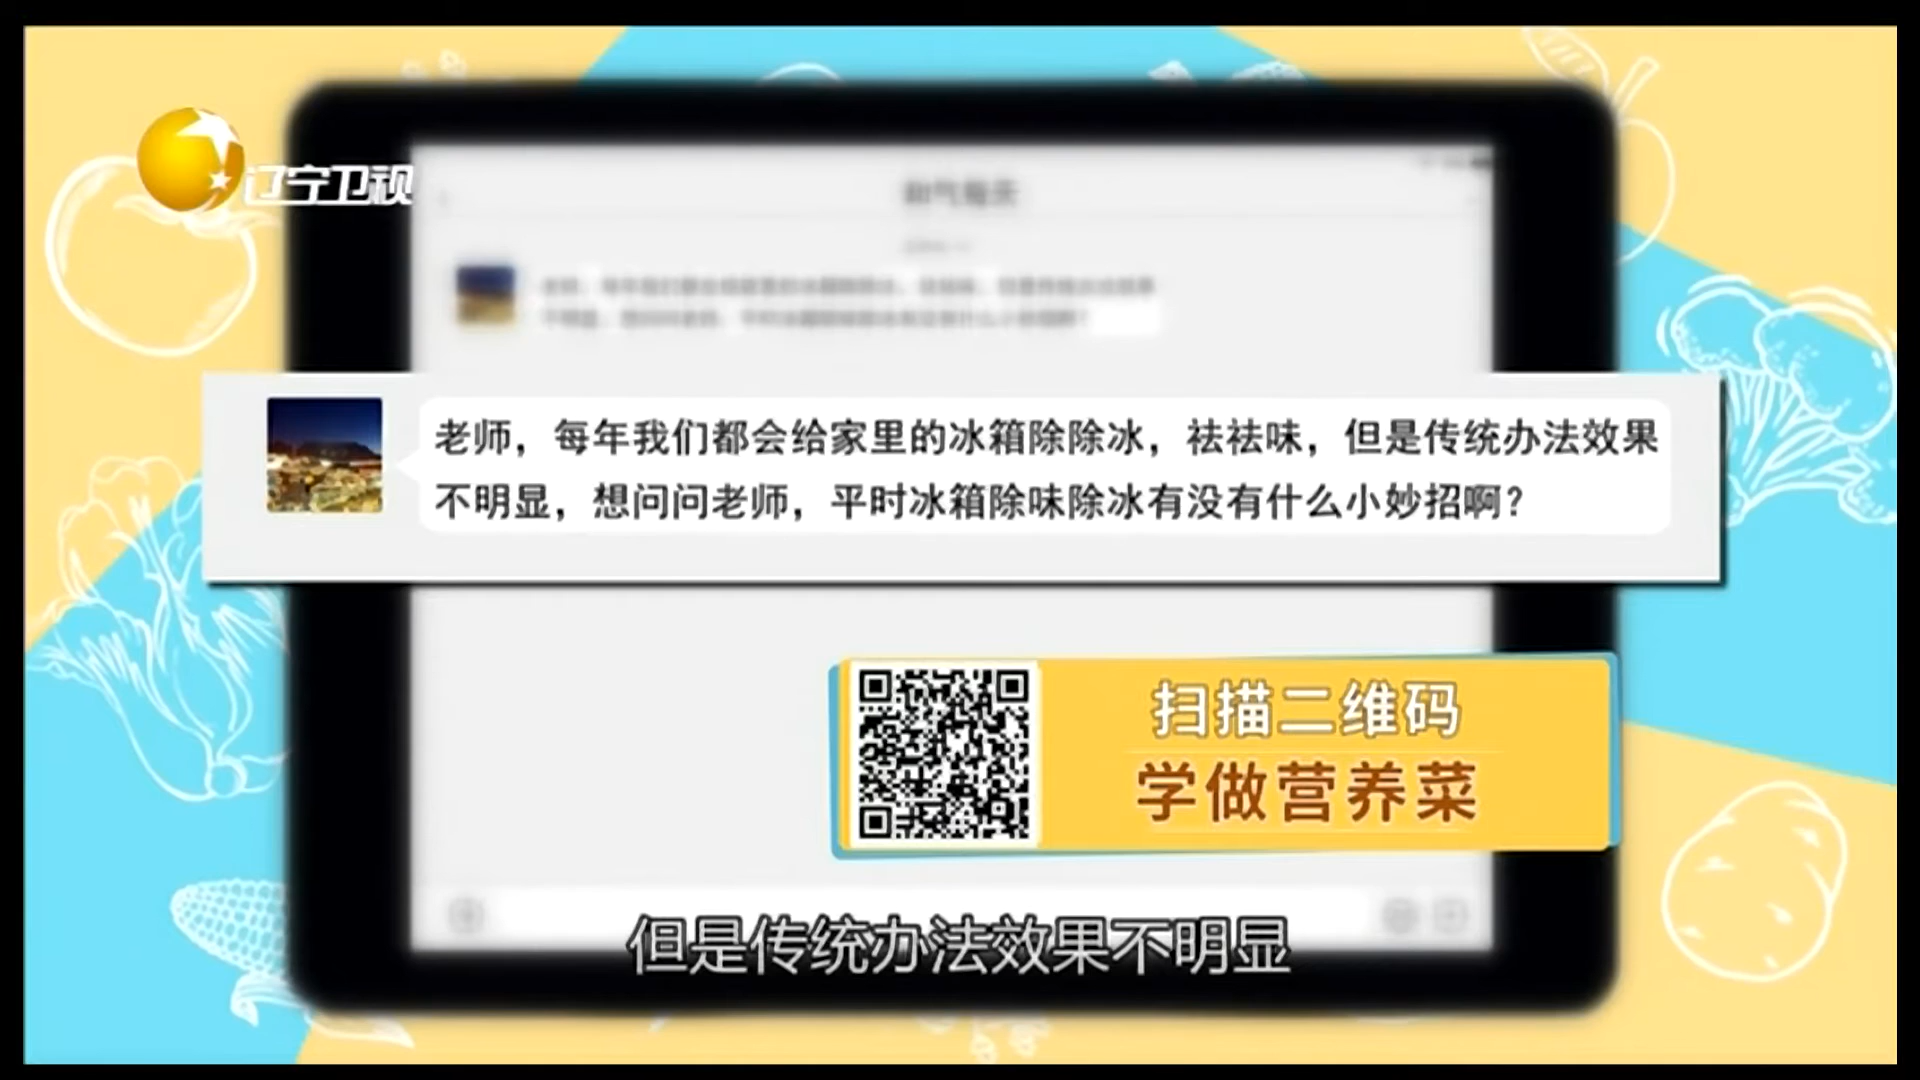 辽宁卫视
老师，每年我们都会给家里的冰箱除除冰，祛祛味，但是传统办法效果
不明显，想问问老师，平时冰箱除味除冰有没有什么小妙招啊？
扫描二维码
学做营养菜
但是传统办法效果不明显